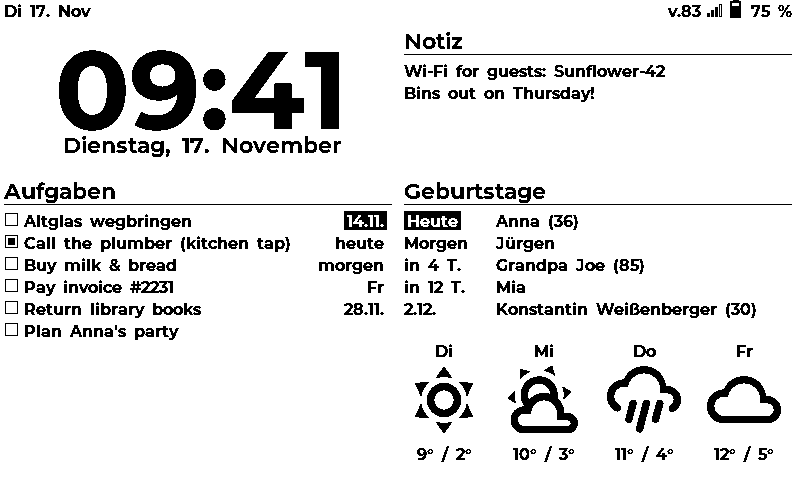 Di 17. Nov
v.83 75 %
09:41
Dienstag, 17. November
Notiz
Wi-Fi for guests: Sunflower-42
Bins out on Thursday!
Aufgaben
Altglas wegbringen 14.11.
Call the plumber (kitchen tap) heute
Buy milk & bread morgen
Pay invoice #2231 Fr
Return library books 28.11.
Plan Anna's party
Geburtstage
Heute Anna (36)
Morgen Jürgen
in 4 T. Grandpa Joe (85)
in 12 T. Mia
2.12. Konstantin Weißenberger (30)
Di Mi Do Fr
9° / 2° 10° / 3° 11° / 4° 12° / 5°